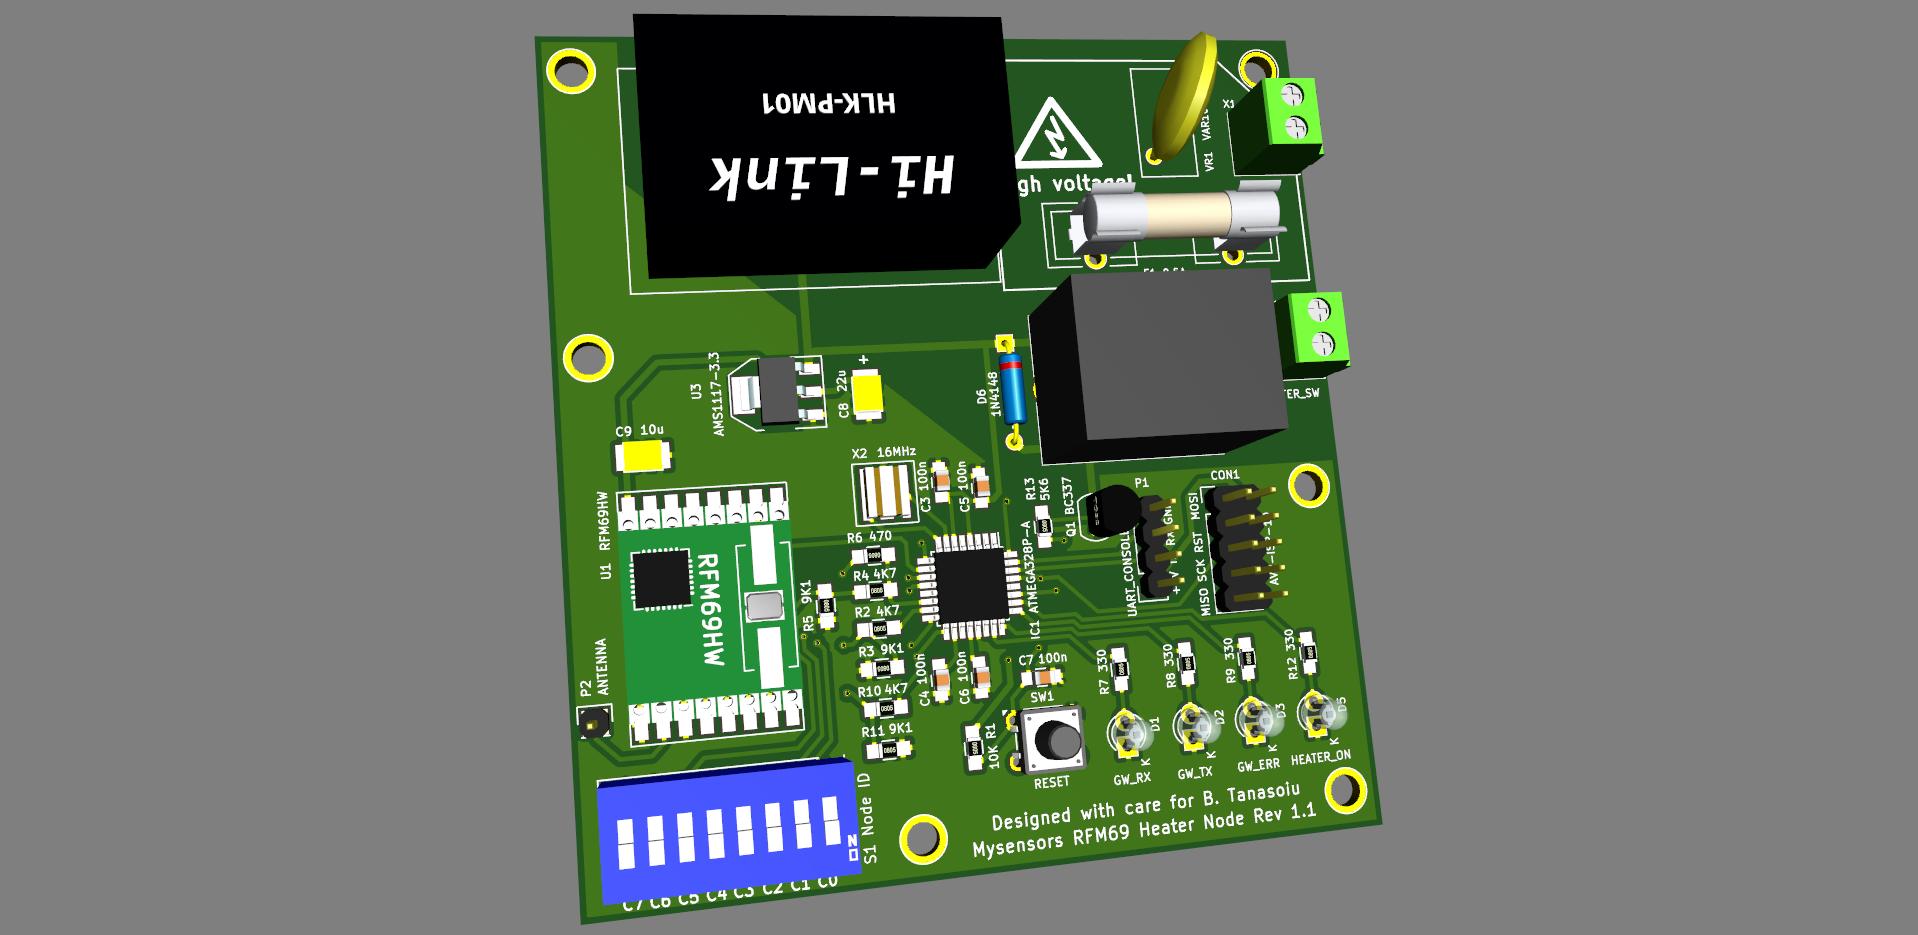 HLK-PM01
Hi-Link
gh voltage!
VR1
X1
U3
AMS1117-3.3
C8 22u
+
D6
1N4148
C9 10u
X2 16MHz
C3 100n
C5 100n
R13
5K6
Q1 BC337
P1
CON1
UART_CONSOLE
MISO SCK RST MOSI
U1 RFM69HW
RFM69HW
R6 470
R4 4K7
R5 9K1
R2 4K7
R3 9K1
R10 4K7
R11 9K1
IC1 ATMEGA328P-A
C4 100n
C6 100n
C7 100n
R7 330
R8 330
R9 330
R12 330
P2
ANTENNA
SW1
R1
10K
RESET
D1
D2
D3
D5
K
K
K
K
GW_RX
GW_TX
GW_ERR
HEATER_ON
S1 Node ID
C7 C6 C5 C4 C3 C2 C1 C0
Designed with care for B. Tanasoiu
Mysensors RFM69 Heater Node Rev 1.1